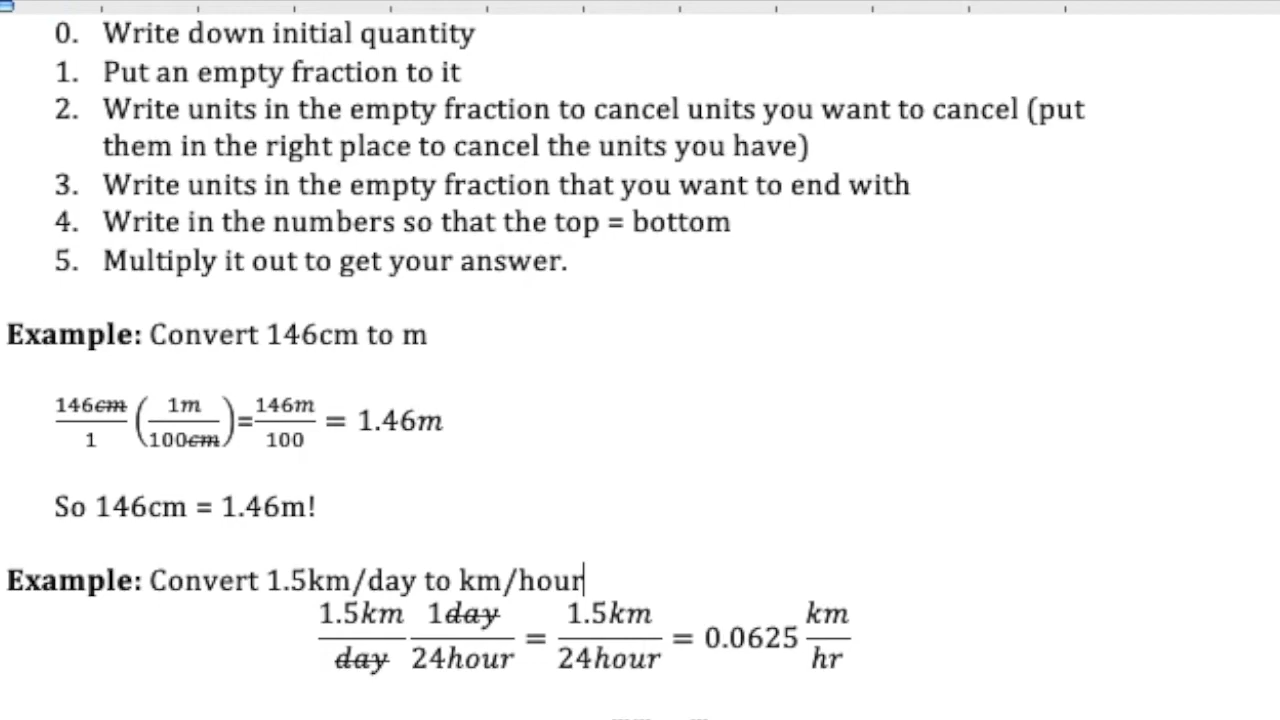 0. Write down initial quantity
1. Put an empty fraction to it
2. Write units in the empty fraction to cancel units you want to cancel (put
them in the right place to cancel the units you have)
3. Write units in the empty fraction that you want to end with
4. Write in the numbers so that the top = bottom
5. Multiply it out to get your answer.
Example: Convert 146cm to m
146cm/1 (1m/100cm)=146m/100 = 1.46m
So 146cm = 1.46m!
Example: Convert 1.5km/day to km/hour
1.5km/day 1day/24hour = 1.5km/24hour = 0.0625 km/hr